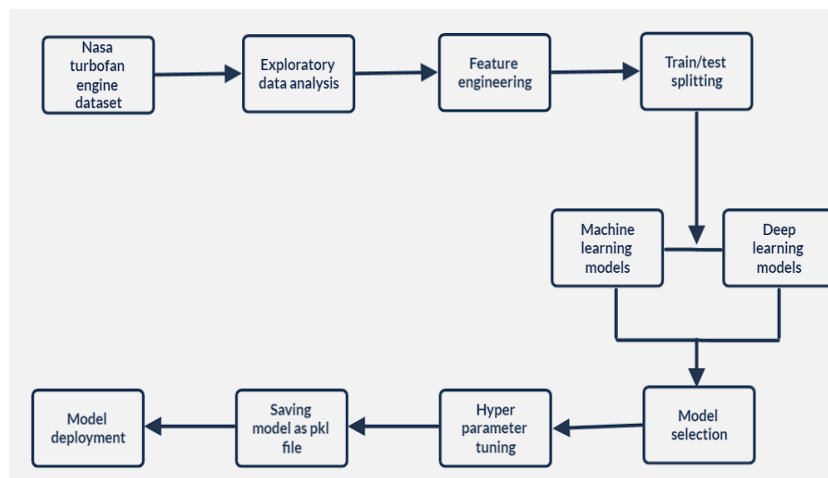 Nasa
turbofan
engine
dataset
Exploratory
data analysis
Feature
engineering
Train/test
splitting
Machine
learning
models
Deep
learning
models
Model
selection
Hyper
parameter
tuning
Saving
model as pkl
file
Model
deployment